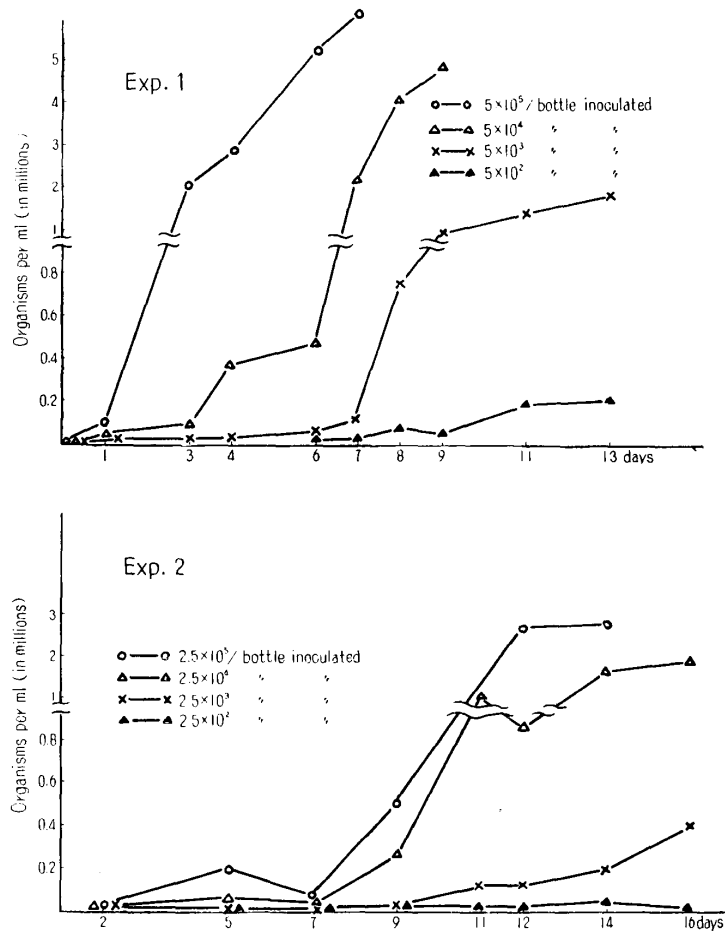 Exp. 1
Organisms per ml (in millions)
5
4
3
2
1
0.8
0.6
0.4
0.2
5×10⁵/ bottle inoculated
5×10⁴ 〃 〃
5×10³ 〃 〃
5×10² 〃 〃
1 3 4 6 7 8 9 11 13 days
Exp. 2
Organisms per ml (in millions)
3
2
1
0.8
0.6
0.4
0.2
2.5×10⁵/ bottle inoculated
2.5×10⁴ 〃 〃
2.5×10³ 〃 〃
2.5×10² 〃 〃
2 5 7 9 11 12 14 16 days